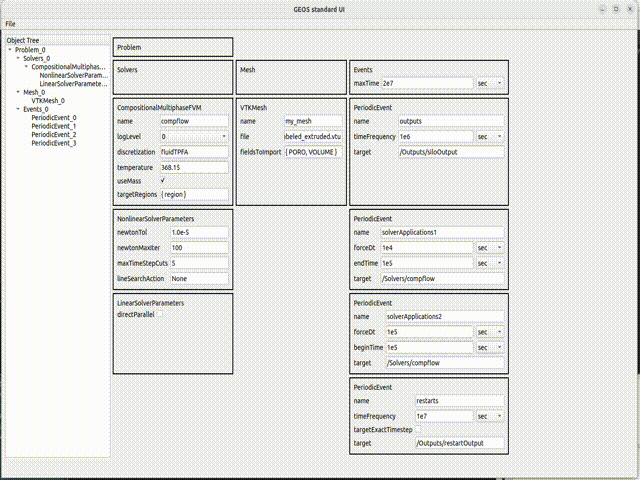 GEOS standard UI
File
Object Tree
Problem_0
Solvers_0
CompositionalMultiphas...
NonlinearSolverParam...
LinearSolverParamete...
Mesh_0
VTKMesh_0
Events_0
PeriodicEvent_0
PeriodicEvent_1
PeriodicEvent_2
PeriodicEvent_3
Problem
Solvers
Mesh
Events
maxTime 2e7 sec
CompositionalMultiphaseFVM
name compflow
logLevel 0
discretization fluidTPFA
temperature 368.15
useMass
targetRegions { region }
VTKMesh
name my_mesh
file beled_extruded.vtu
fieldsToImport { PORO, VOLUME }
PeriodicEvent
name outputs
timeFrequency 1e6 sec
target /Outputs/siloOutput
NonlinearSolverParameters
newtonTol 1.0e-5
newtonMaxIter 100
maxTimeStepCuts 5
lineSearchAction None
PeriodicEvent
name solverApplications1
forceDt 1e4 sec
endTime 1e5 sec
target /Solvers/compflow
LinearSolverParameters
directParallel
PeriodicEvent
name solverApplications2
forceDt 1e5 sec
beginTime 1e5 sec
target /Solvers/compflow
PeriodicEvent
name restarts
timeFrequency 1e7 sec
targetExactTimestep
target /Outputs/restartOutput